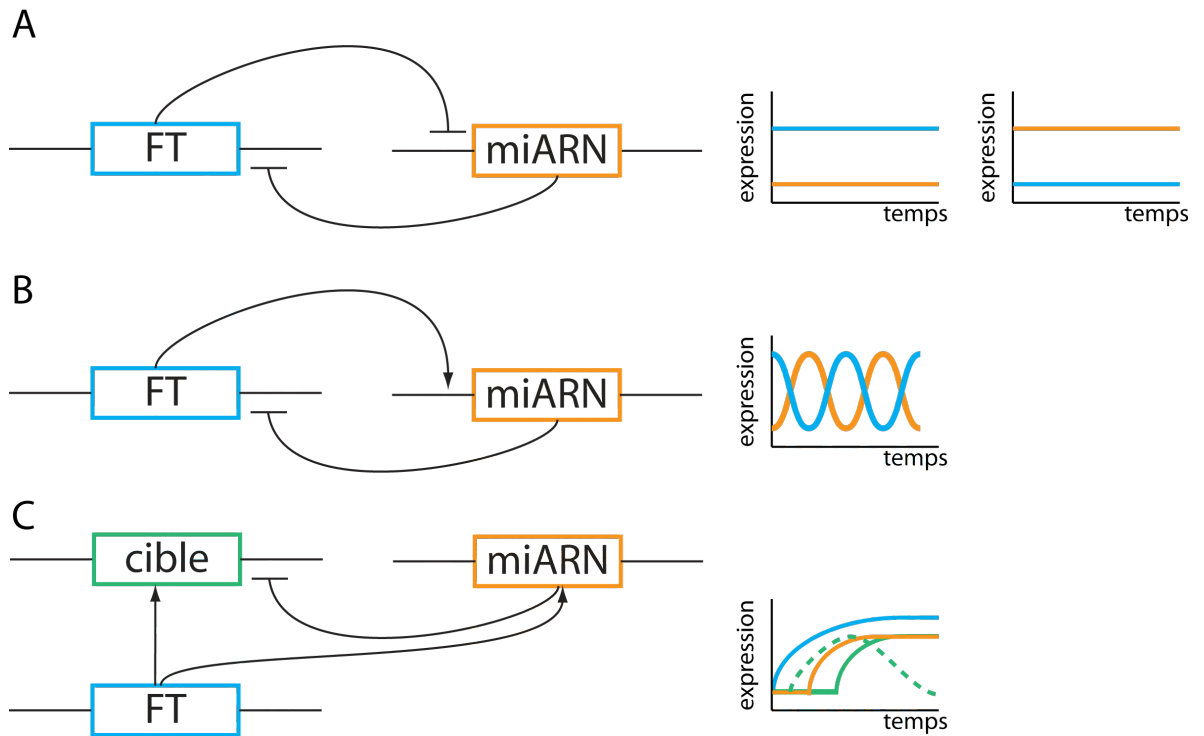 A
FT
miARN
expression
temps
expression
temps
B
FT
miARN
expression
temps
C
cible
miARN
FT
expression
temps